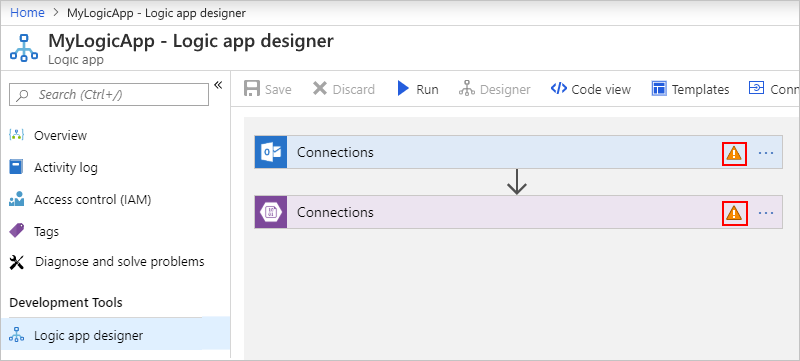 Home > MyLogicApp - Logic app designer
MyLogicApp - Logic app designer
Logic app
Search (Ctrl+/)
«
Save
Discard
Run
Designer
</> Code view
Templates
Conn
Overview
Activity log
Access control (IAM)
Tags
Diagnose and solve problems
Development Tools
Logic app designer
Connections
...
Connections
...